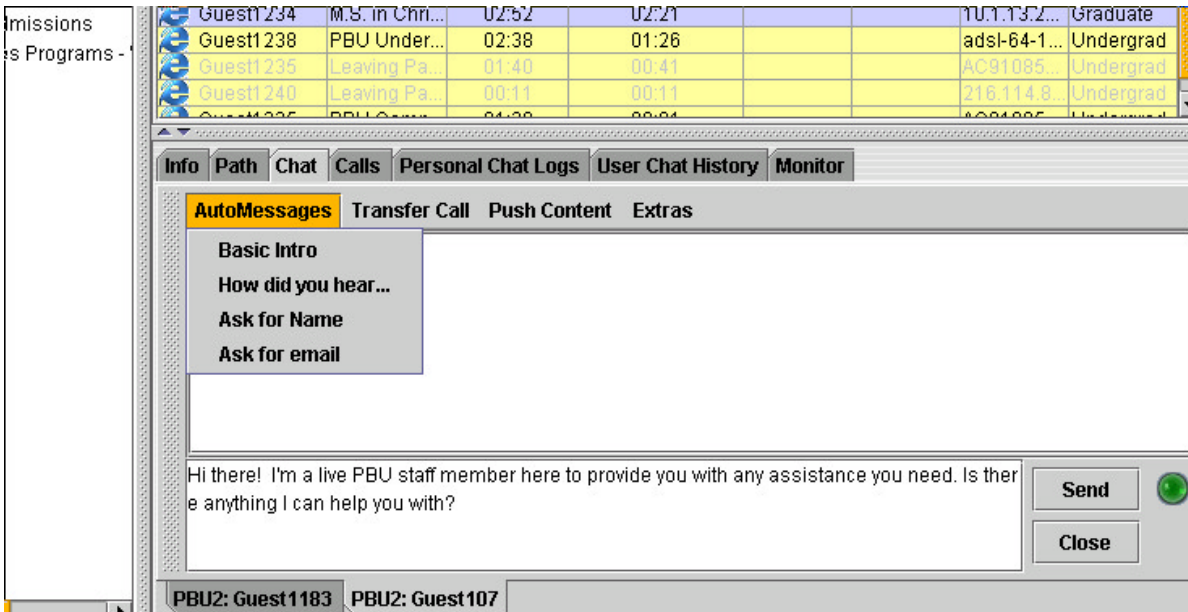 dmissions
s Programs - '
Guest1234 M.S. in Chri... 02:52 02:21 10.1.13.2... Graduate
Guest1238 PBU Under... 02:38 01:26 adsl-64-1... Undergrad
Guest1235 Leaving Pa... 01:40 00:41 AC91085... Undergrad
Guest1240 Leaving Pa... 00:11 00:11 216.114.8... Undergrad
Info Path Chat Calls Personal Chat Logs User Chat History Monitor
AutoMessages Transfer Call Push Content Extras
Basic Intro
How did you hear...
Ask for Name
Ask for email
Hi there! I'm a live PBU staff member here to provide you with any assistance you need. Is ther
e anything I can help you with?
Send
Close
PBU2: Guest1183 PBU2: Guest107